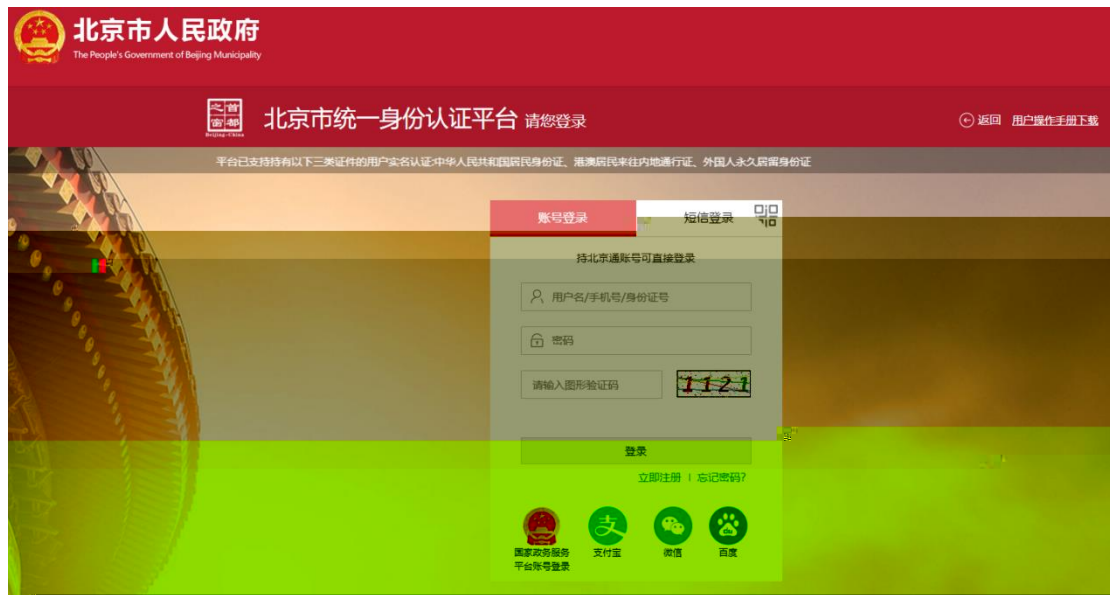 北京市人民政府
The People's Government of Beijing Municipality
首都之窗
Beijing-China
北京市统一身份认证平台 请您登录
返回 用户操作手册下载
平台已支持持有以下三类证件的用户实名认证:中华人民共和国居民身份证、港澳居民来往内地通行证、外国人永久居留身份证
账号登录 短信登录
持北京通账号可直接登录
用户名/手机号/身份证号
密码
请输入图形验证码 1121
登录
立即注册 | 忘记密码?
国家政务服务 支付宝 微信 百度
平台账号登录